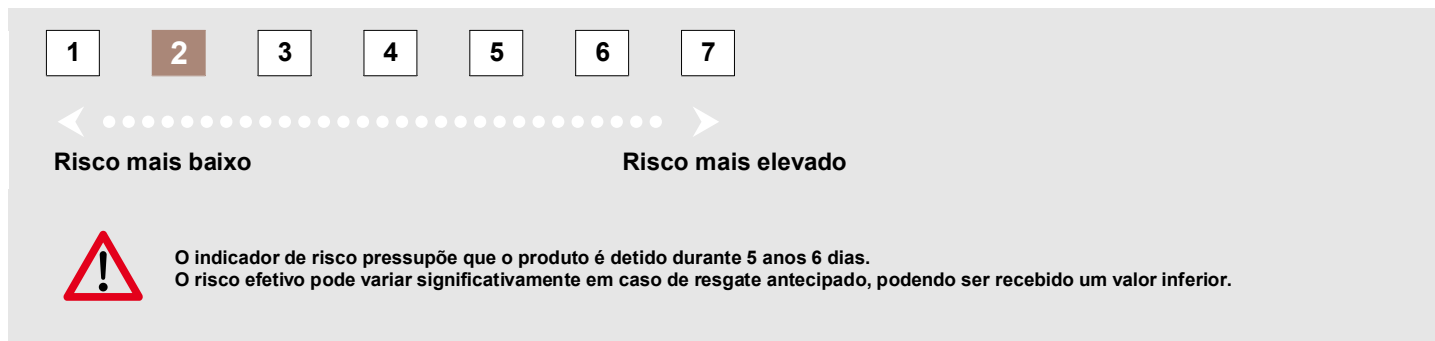 1 2 3 4 5 6 7
Risco mais baixo Risco mais elevado
O indicador de risco pressupõe que o produto é detido durante 5 anos 6 dias.
O risco efetivo pode variar significativamente em caso de resgate antecipado, podendo ser recebido um valor inferior.